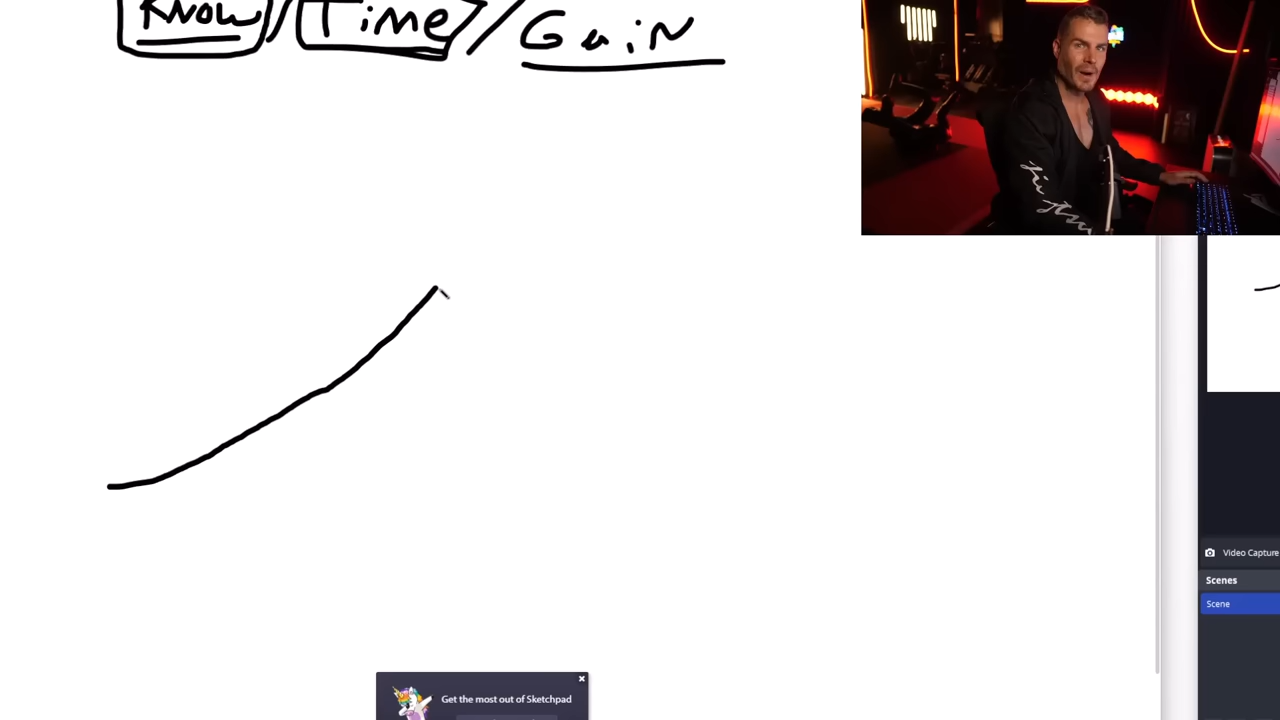 Know/Time/Gain
Video Capture
Scenes
Scene
Get the most out of Sketchpad